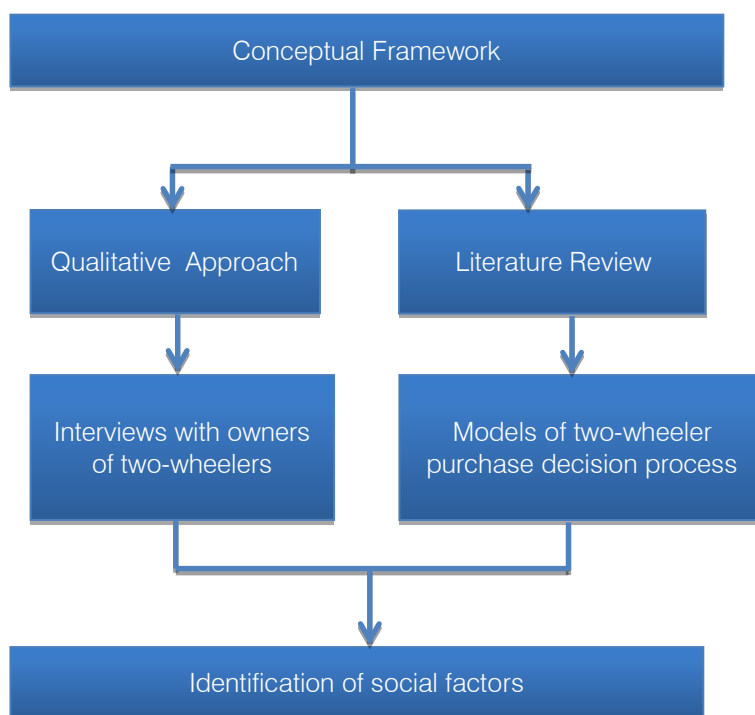 Conceptual Framework
Qualitative Approach
Literature Review
Interviews with owners
of two-wheelers
Models of two-wheeler
purchase decision process
Identification of social factors